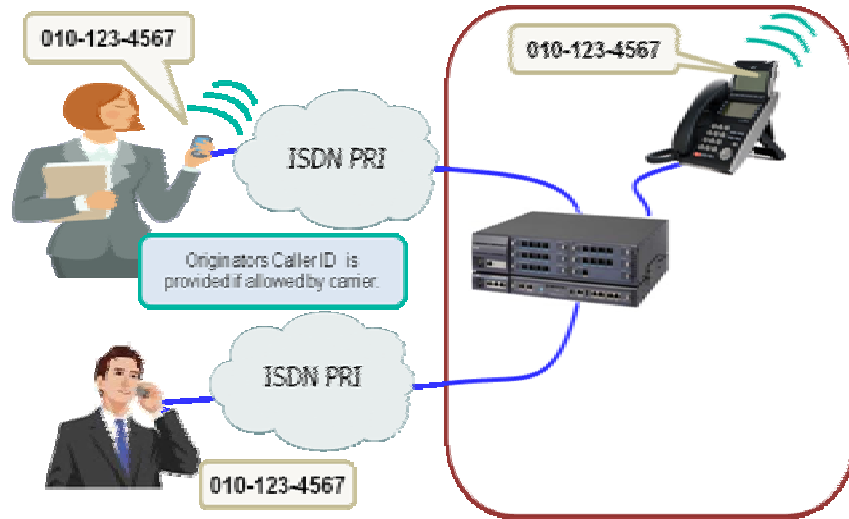 010-123-4567
010-123-4567
ISDN PRI
Originators Caller ID is
provided if allowed by carrier.
ISDN PRI
010-123-4567